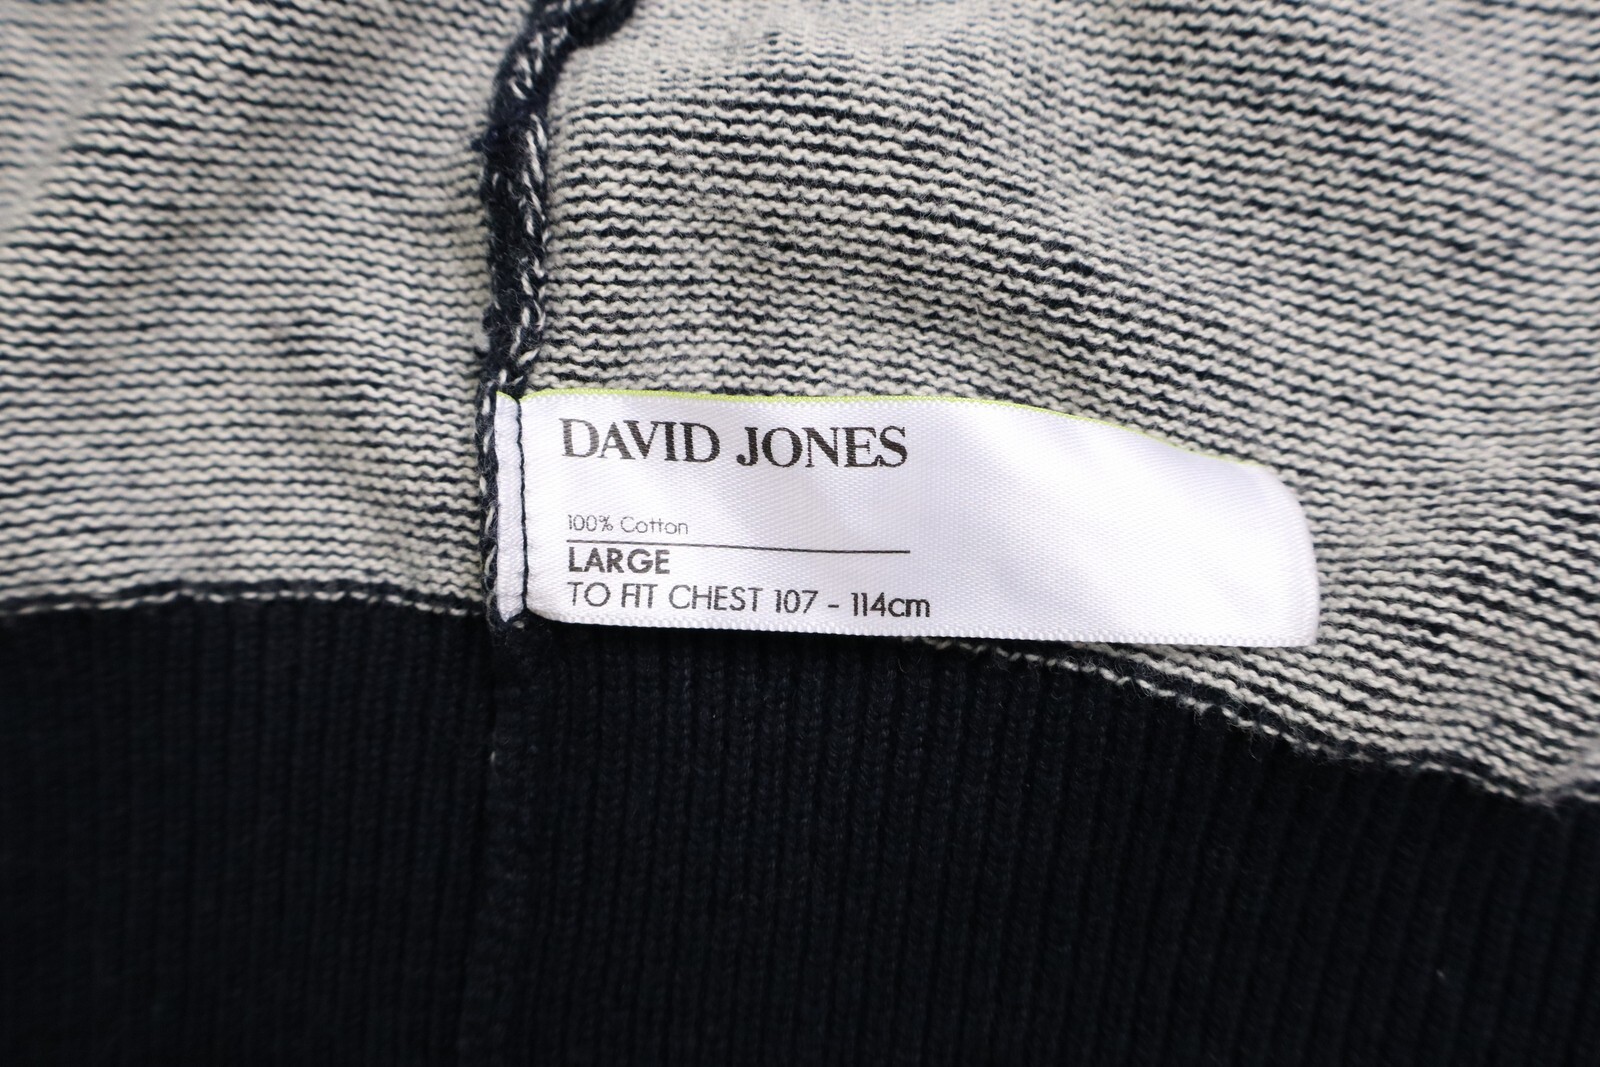 DAVID JONES
100% Cotton
LARGE
TO FIT CHEST 107 - 114cm